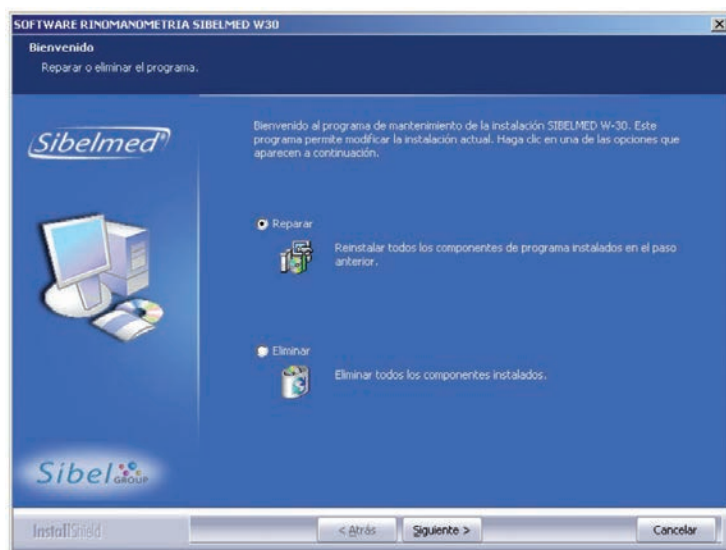 SOFTWARE RINOMANOMETRIA SIBELMED W30
Bienvenido
Reparar o eliminar el programa.
Sibelmed®
Bienvenido al programa de mantenimiento de la instalación SIBELMED W-30. Este
programa permite modificar la instalación actual. Haga clic en una de las opciones que
aparecen a continuación.
Reparar
Reinstalar todos los componentes de programa instalados en el paso
anterior.
Eliminar
Eliminar todos los componentes instalados.
Sibel GROUP
InstallShield
< Atrás
Siguiente >
Cancelar